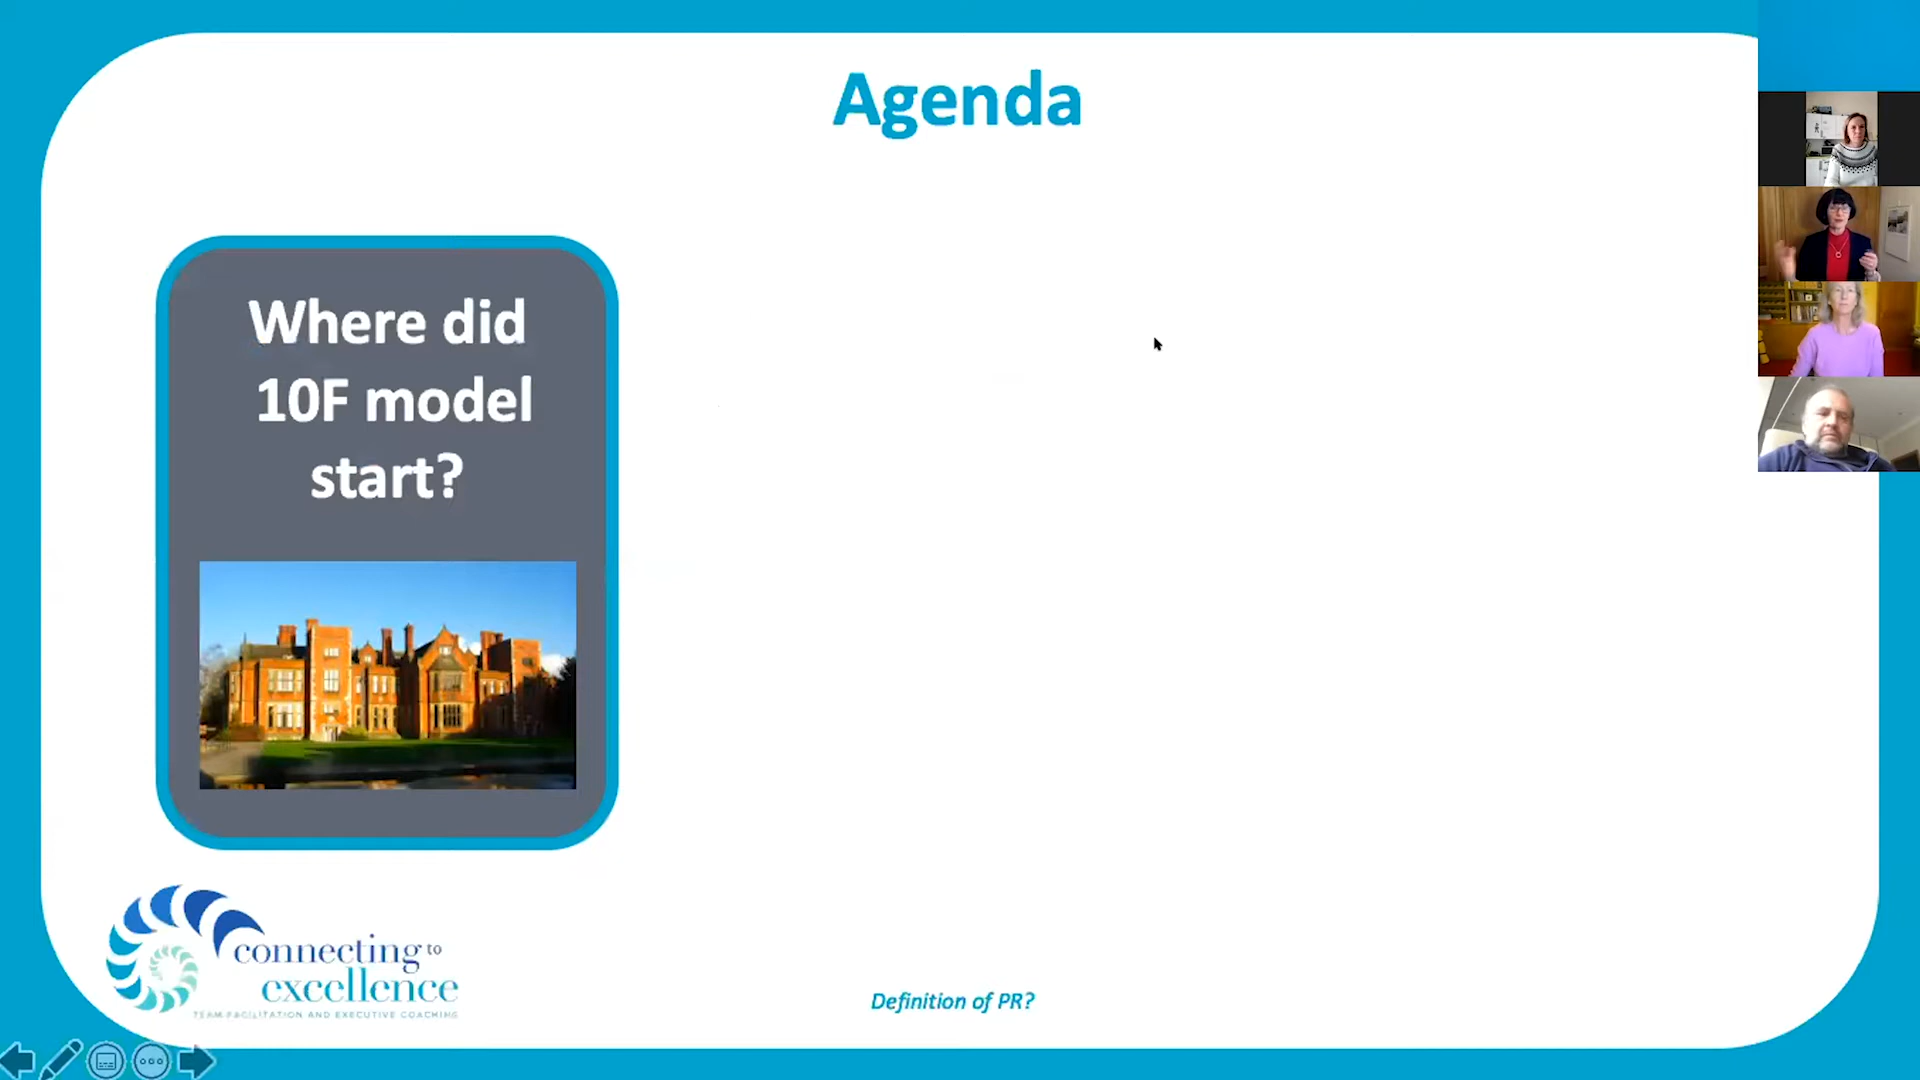 Agenda
Where did
10F model
start?
connecting to
excellence
TEAM FACILITATION AND EXECUTIVE COACHING
Definition of PR?